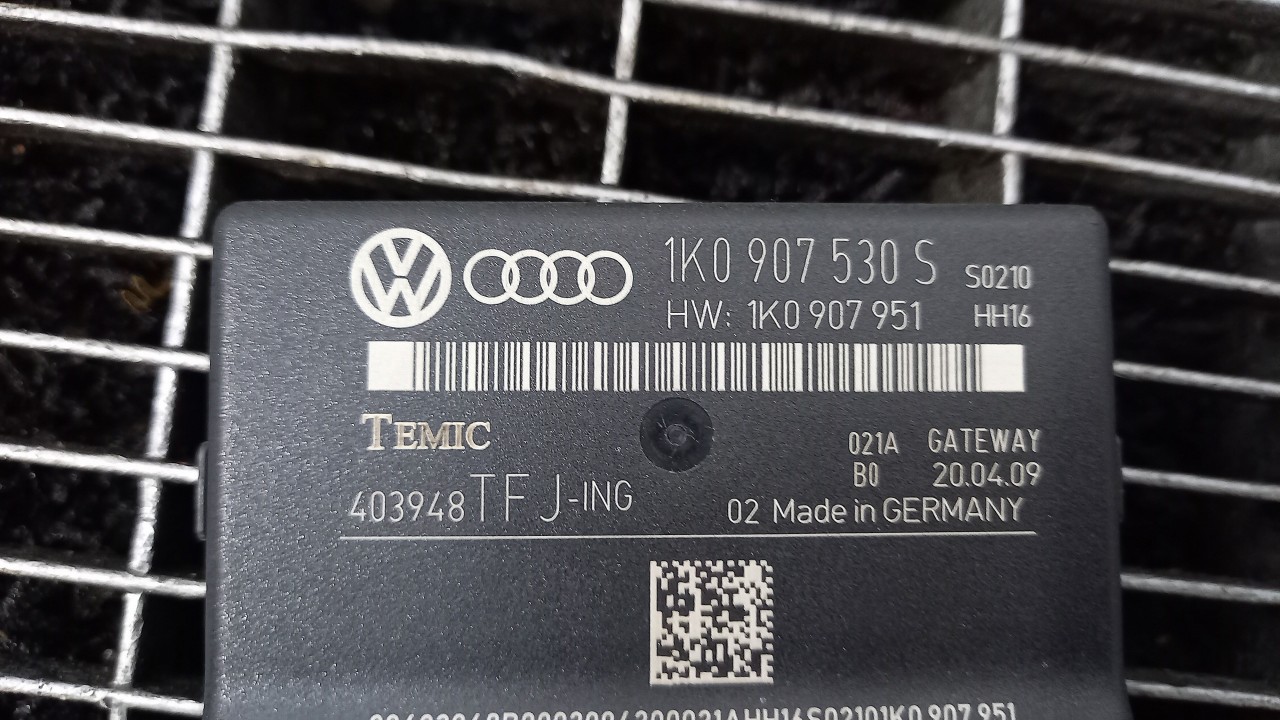 1K0 907 530 S S0210
HW: 1K0 907 951 HH16
TEMIC
021A GATEWAY
B0 20.04.09
403948 TFJ-ING
02 Made in GERMANY